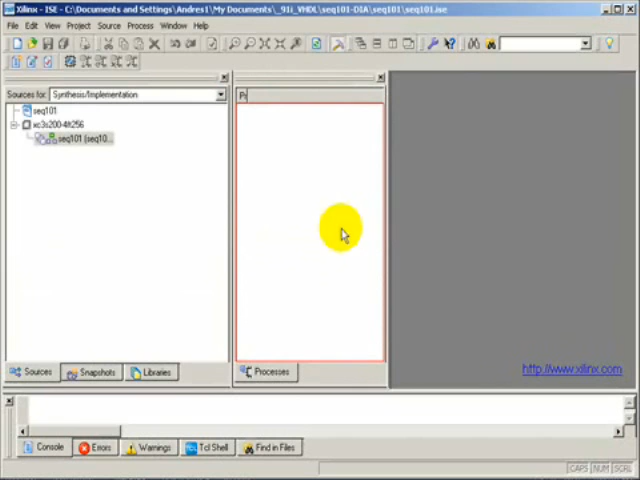 Xilinx - ISE - C:\Documents and Settings\Andres1\My Documents\_91i_VHDL\seq101-DIA\seq101\seq101.ise
File Edit View Project Source Process Window Help
Sources for: Synthesis/Implementation
seq101
xc3s200-4ft256
seq101 (seq10...
Sources Snapshots Libraries
Processes
http://www.xilinx.com
Console Errors Warnings Tcl Shell Find in Files
CAPS NUM SCRL